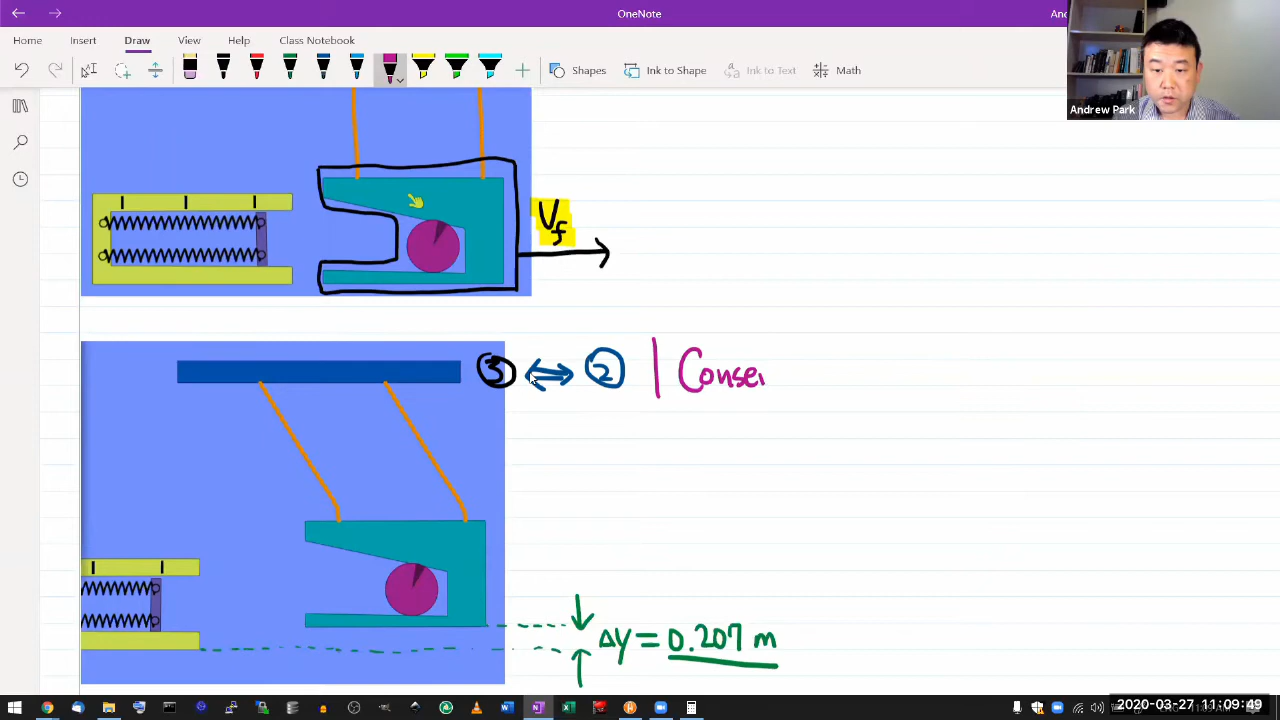 OneNote
An
Home Insert Draw View Help Class Notebook
Shapes Ink to Shape Ink to Text Math
Andrew Park
Vf
3 ⟷ 2 | Conse
Δy = 0.207 m
2020-03-27 11:09:49